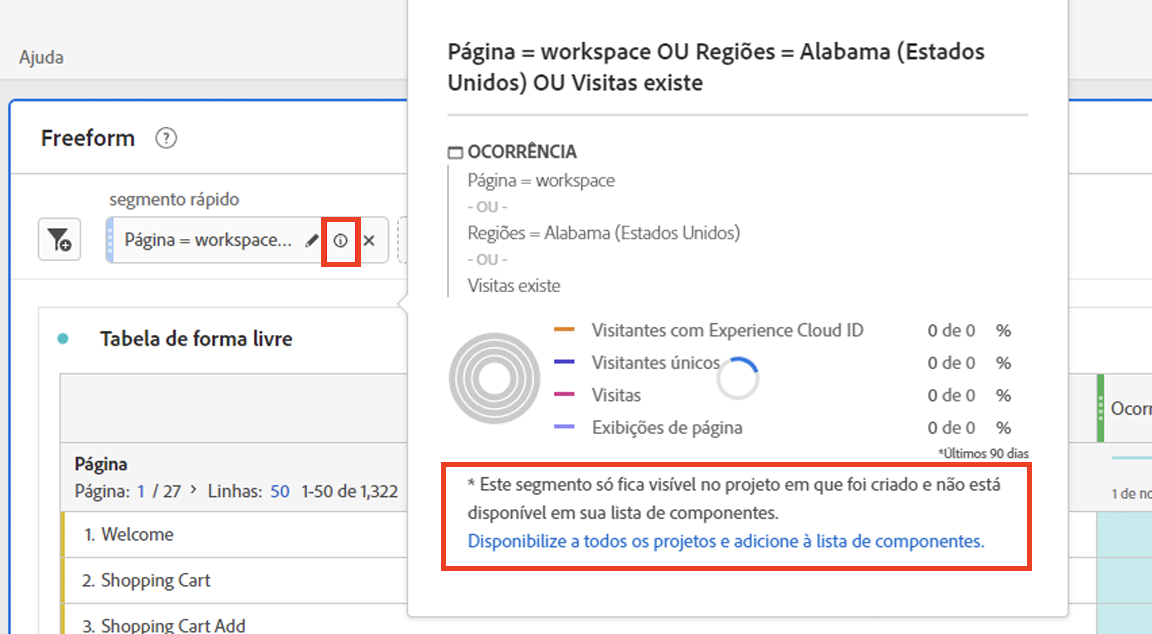 Ajuda
Freeform ?
segmento rápido
Página = workspace...
Tabela de forma livre
Página
Página: 1 / 27 > Linhas: 50 1-50 de 1,322
1. Welcome
2. Shopping Cart
3. Shopping Cart Add
Página = workspace OU Regiões = Alabama (Estados
Unidos) OU Visitas existe
OCORRÊNCIA
Página = workspace
- OU -
Regiões = Alabama (Estados Unidos)
- OU -
Visitas existe
Visitantes com Experience Cloud ID 0 de 0 %
Visitantes únicos 0 de 0 %
Visitas 0 de 0 %
Exibições de página 0 de 0 %
*Últimos 90 dias
* Este segmento só fica visível no projeto em que foi criado e não está
disponível em sua lista de componentes.
Disponibilize a todos os projetos e adicione à lista de componentes.
Ocorr
1 de no